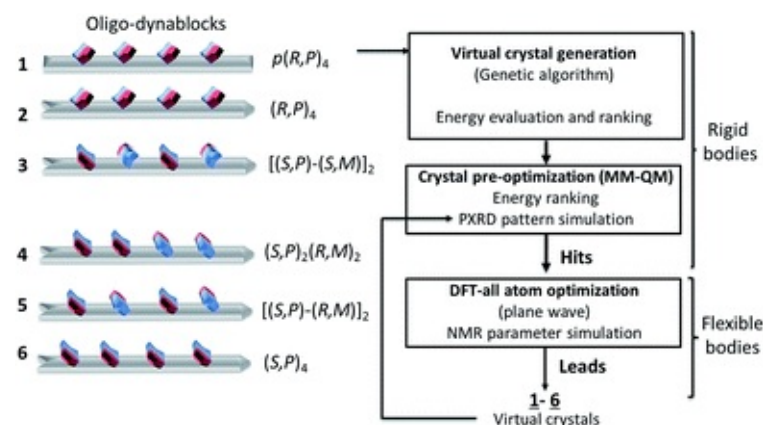 Oligo-dynablocks
1 p(R,P)4
2 (R,P)4
3 [(S,P)-(S,M)]2
4 (S,P)2(R,M)2
5 [(S,P)-(R,M)]2
6 (S,P)4
Virtual crystal generation
(Genetic algorithm)
Energy evaluation and ranking
Crystal pre-optimization (MM-QM)
Energy ranking
PXRD pattern simulation
Hits
DFT-all atom optimization
(plane wave)
NMR parameter simulation
Leads
1- 6
Virtual crystals
Rigid
bodies
Flexible
bodies